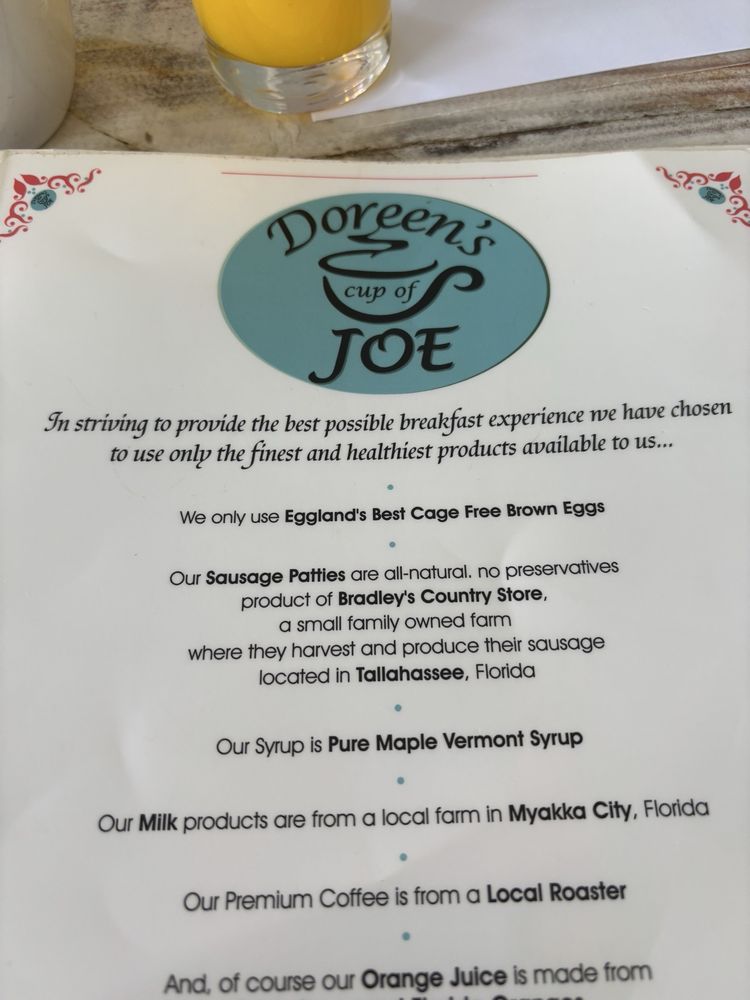 Doreen's
cup of
JOE
In striving to provide the best possible breakfast experience we have chosen
to use only the finest and healthiest products available to us...
We only use Eggland's Best Cage Free Brown Eggs
Our Sausage Patties are all-natural. no preservatives
product of Bradley's Country Store,
a small family owned farm
where they harvest and produce their sausage
located in Tallahassee, Florida
Our Syrup is Pure Maple Vermont Syrup
Our Milk products are from a local farm in Myakka City, Florida
Our Premium Coffee is from a Local Roaster
And, of course our Orange Juice is made from